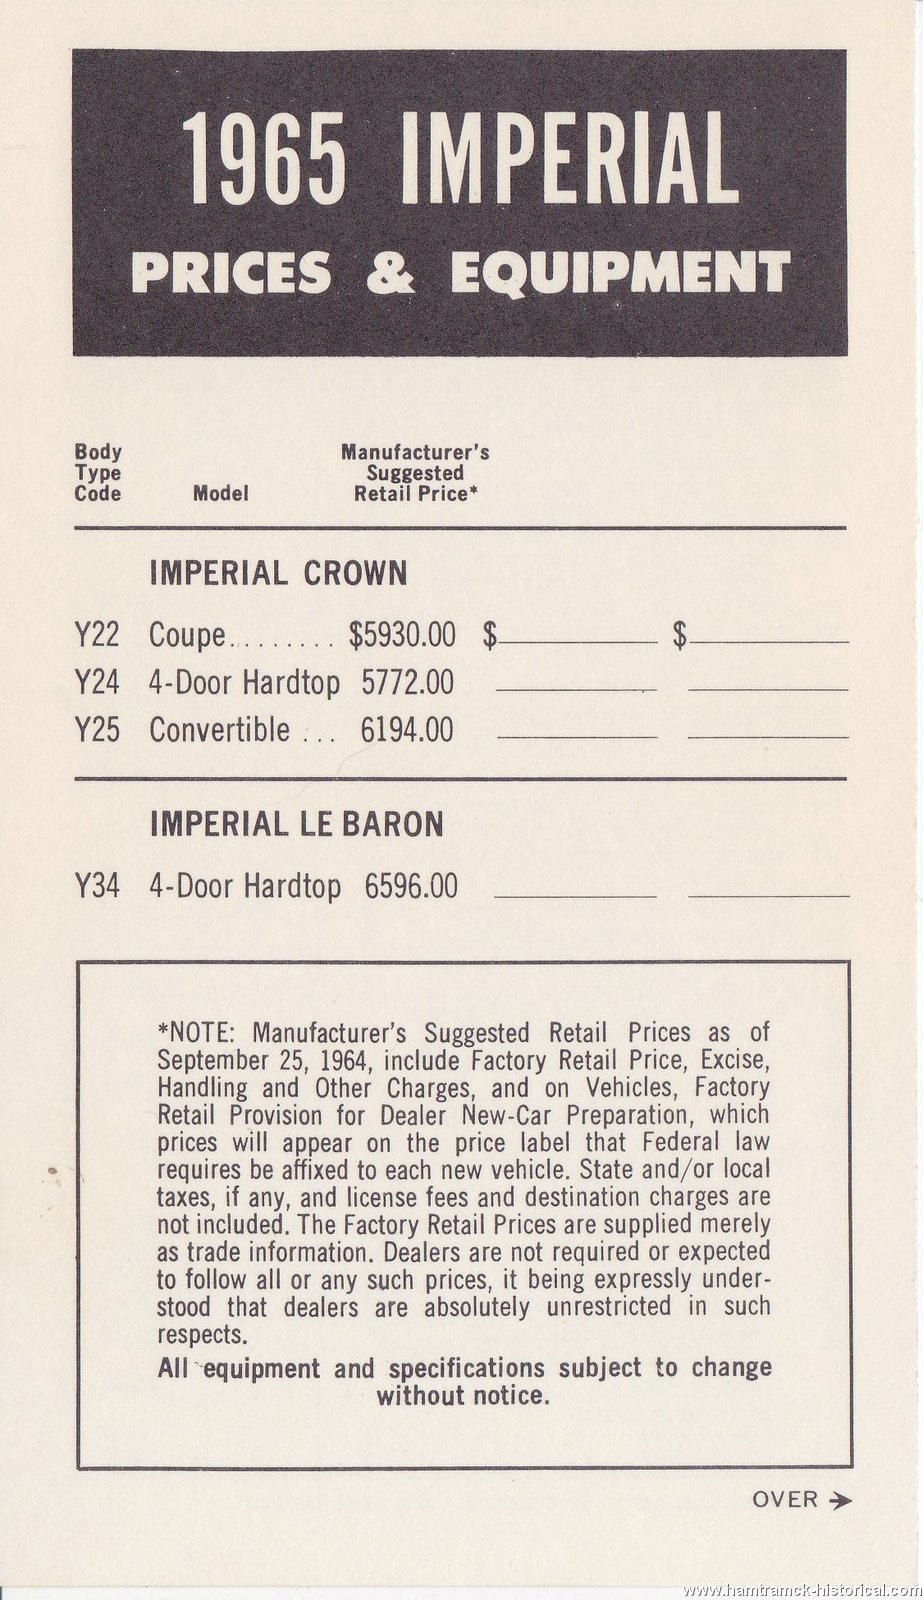 1965 IMPERIAL
PRICES & EQUIPMENT
Body
Type
Code
Model
Manufacturer's
Suggested
Retail Price*
IMPERIAL CROWN
Y22 Coupe........ $5930.00 $ $
Y24 4-Door Hardtop 5772.00
Y25 Convertible ... 6194.00
IMPERIAL LE BARON
Y34 4-Door Hardtop 6596.00
*NOTE: Manufacturer's Suggested Retail Prices as of
September 25, 1964, include Factory Retail Price, Excise,
Handling and Other Charges, and on Vehicles, Factory
Retail Provision for Dealer New-Car Preparation, which
prices will appear on the price label that Federal law
requires be affixed to each new vehicle. State and/or local
taxes, if any, and license fees and destination charges are
not included. The Factory Retail Prices are supplied merely
as trade information. Dealers are not required or expected
to follow all or any such prices, it being expressly under-
stood that dealers are absolutely unrestricted in such
respects.
All equipment and specifications subject to change
without notice.
OVER →
www.hamtramck-historical.com